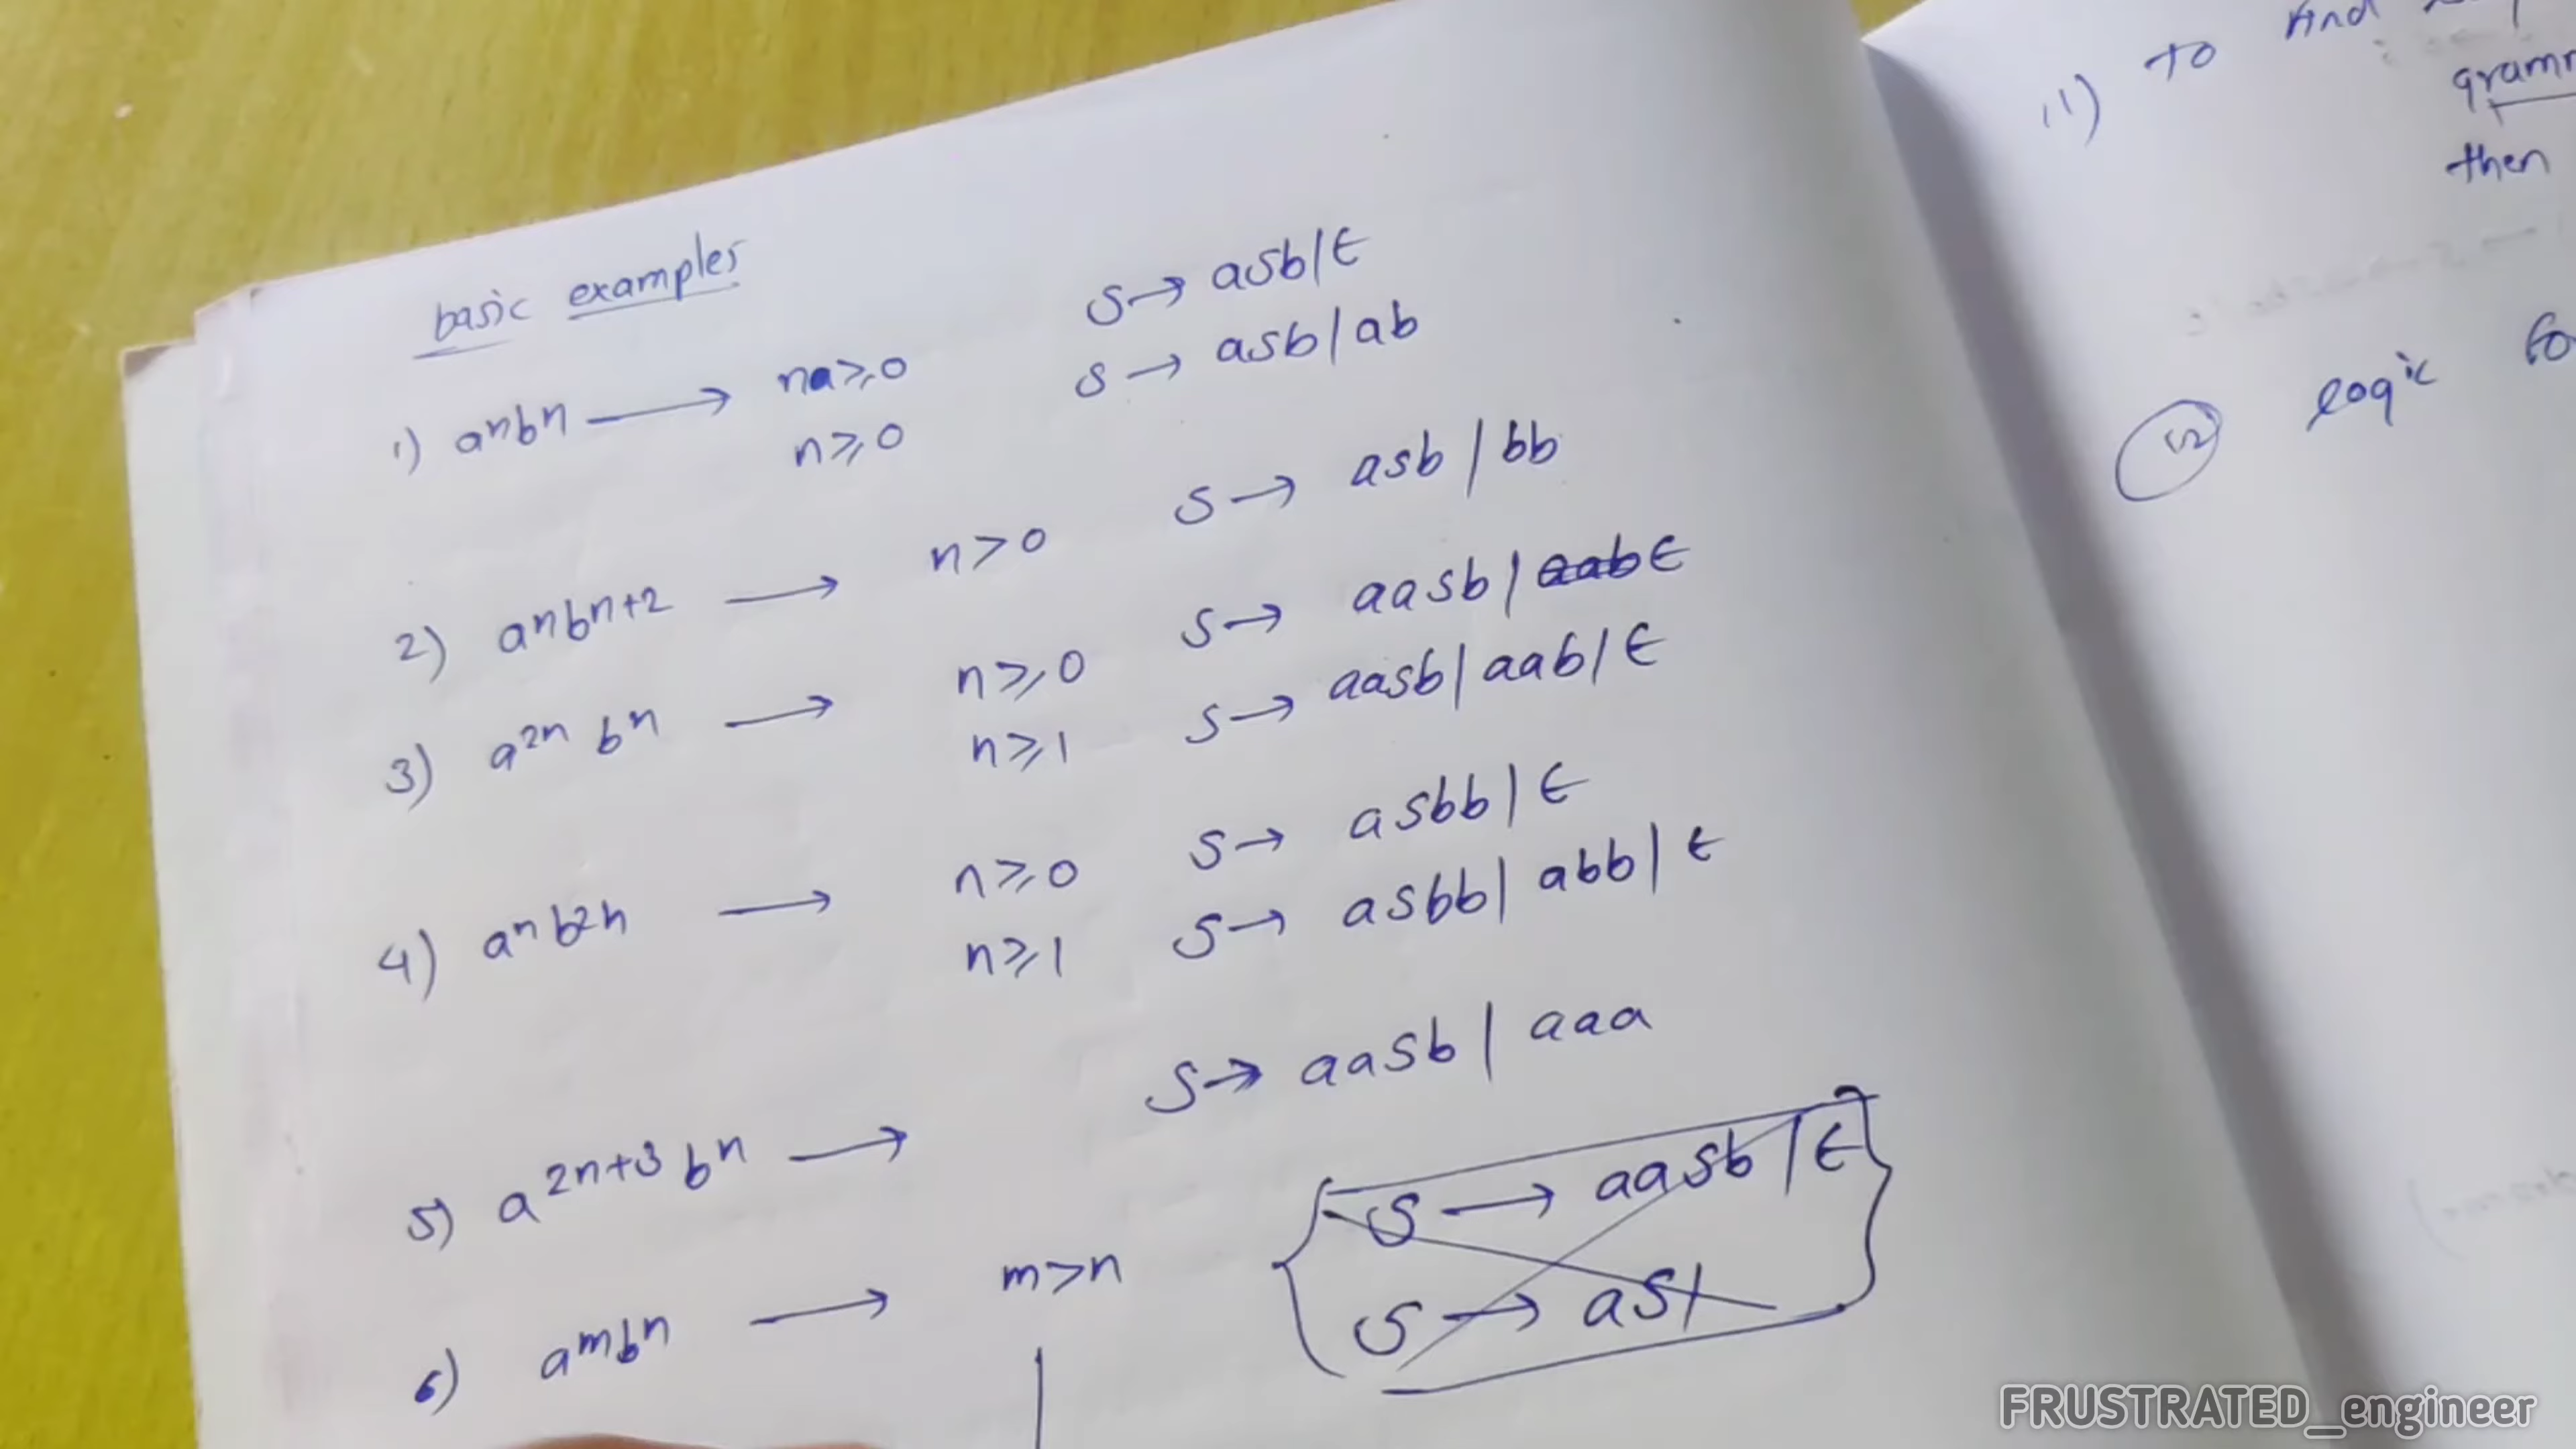 basic examples
1) aⁿbⁿ ⟶ na ≥ 0 S → asb | ϵ
n ≥ 0 S → asb | ab
2) aⁿbⁿ⁺² ⟶ n > 0 S → asb | bb
3) a²ⁿ bⁿ ⟶ n ≥ 0 S → aasb | aab ϵ
n ≥ 1 S → aasb | aab | ϵ
4) aⁿb²ⁿ ⟶ n ≥ 0 S → asbb | ϵ
n ≥ 1 S → asbb | abb | ϵ
5) a²ⁿ⁺³ bⁿ ⟶ S → aasb | aaa
6) aᵐbⁿ ⟶ m > n { S ⟶ aasb | ϵ }
S ⟶ as |
11) To find
gramm
then
12 logic fo
FRUSTRATED_engineer